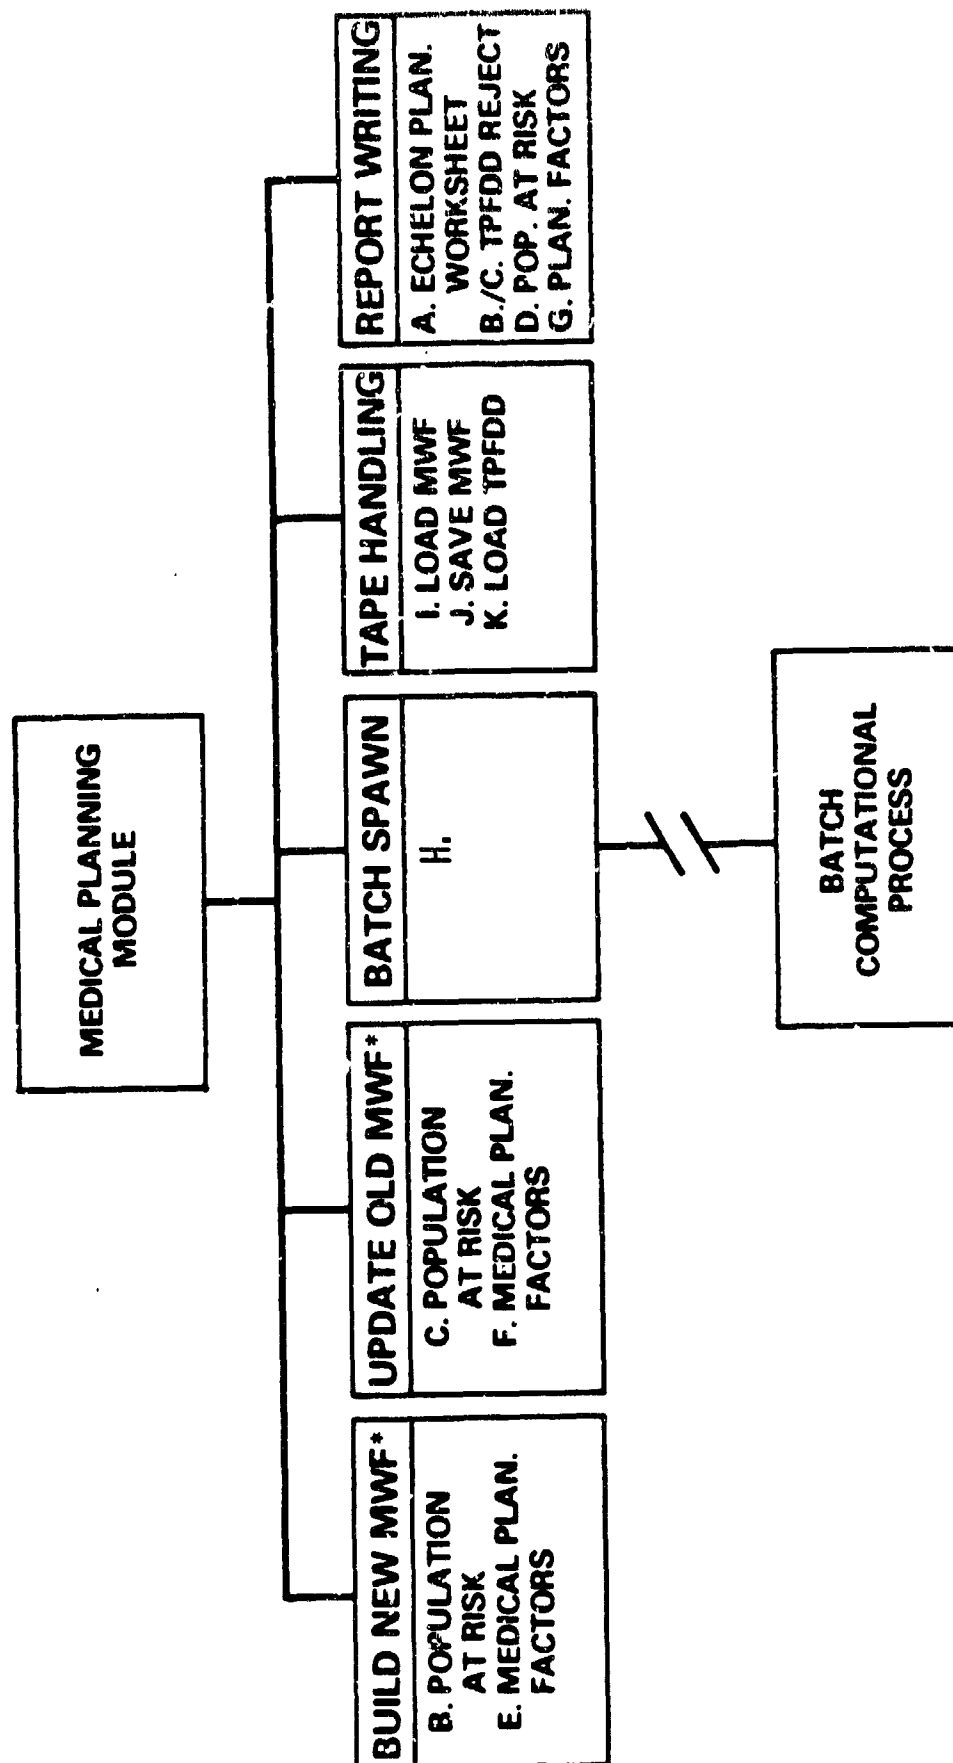 MEDICAL PLANNING
MODULE
BUILD NEW MWF*
B. POPULATION
AT RISK
E. MEDICAL PLAN.
FACTORS
UPDATE OLD MWF*
C. POPULATION
AT RISK
F. MEDICAL PLAN.
FACTORS
BATCH SPAWN
H.
TAPE HANDLING
I. LOAD MWF
J. SAVE MWF
K. LOAD TPFDD
REPORT WRITING
A. ECHELON PLAN.
WORKSHEET
B./C. TPFDD REJECT
D. POP. AT RISK
G. PLAN. FACTORS
BATCH
COMPUTATIONAL
PROCESS